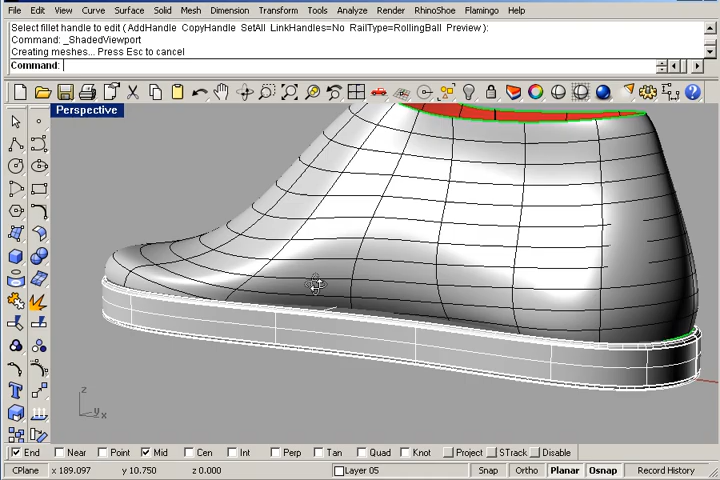 File Edit View Curve Surface Solid Mesh Dimension Transform Tools Analyze Render RhinoShoe Flamingo Help
Select fillet handle to edit ( AddHandle CopyHandle SetAll LinkHandles=No RailType=RollingBall Preview ):
Command: _ShadedViewport
Creating meshes... Press Esc to cancel
Command:
Perspective
z
y
x
End Near Point Mid Cen Int Perp Tan Quad Knot Project STrack Disable
CPlane x 189.097 y 10.750 z 0.000 Layer 05 Snap Ortho Planar Osnap Record History